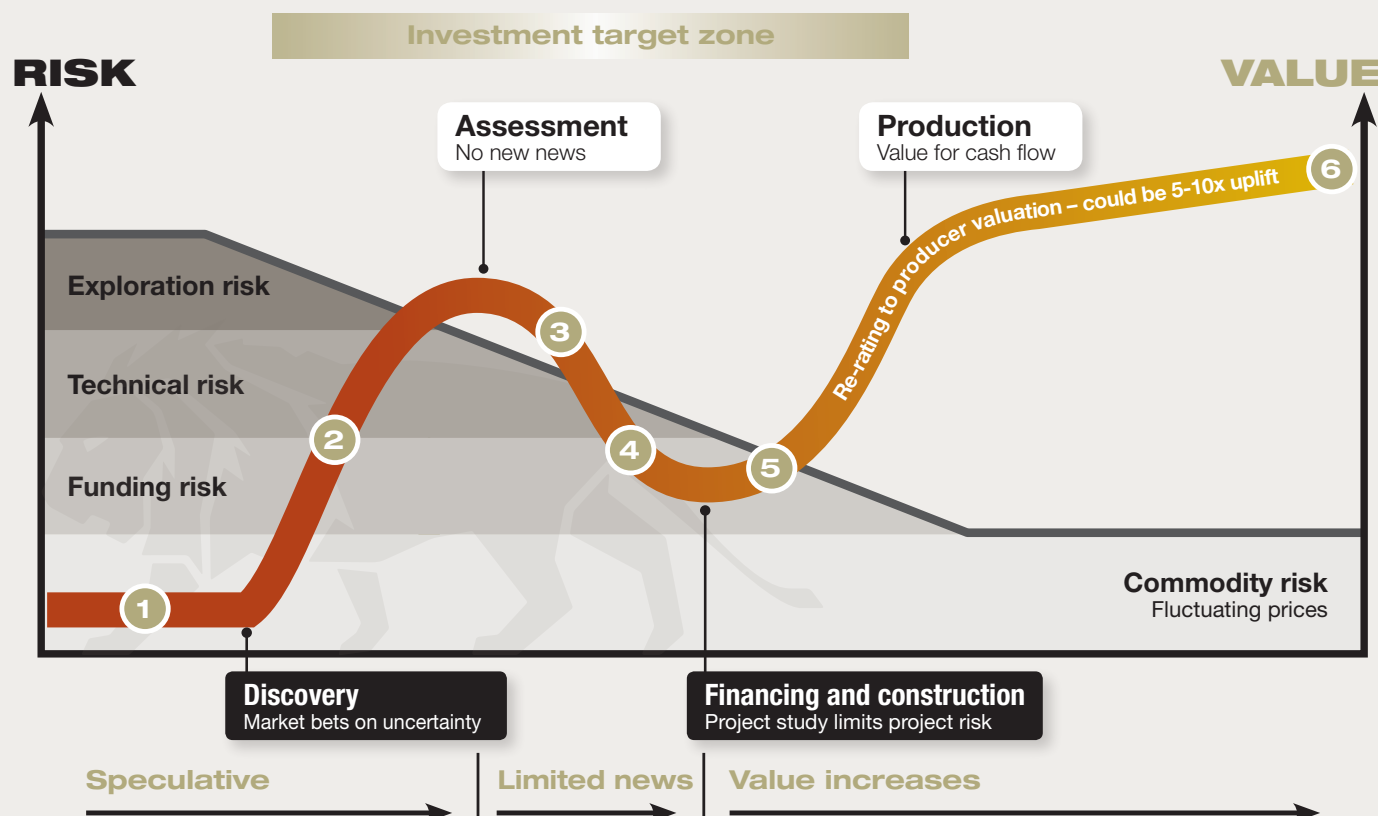 Investment target zone
RISK
VALUE
Assessment
No new news
Production
Value for cash flow
6
Re-rating to producer valuation – could be 5-10x uplift
Exploration risk
3
Technical risk
2
4
5
Funding risk
Commodity risk
Fluctuating prices
1
Discovery
Market bets on uncertainty
Financing and construction
Project study limits project risk
Speculative
Limited news
Value increases